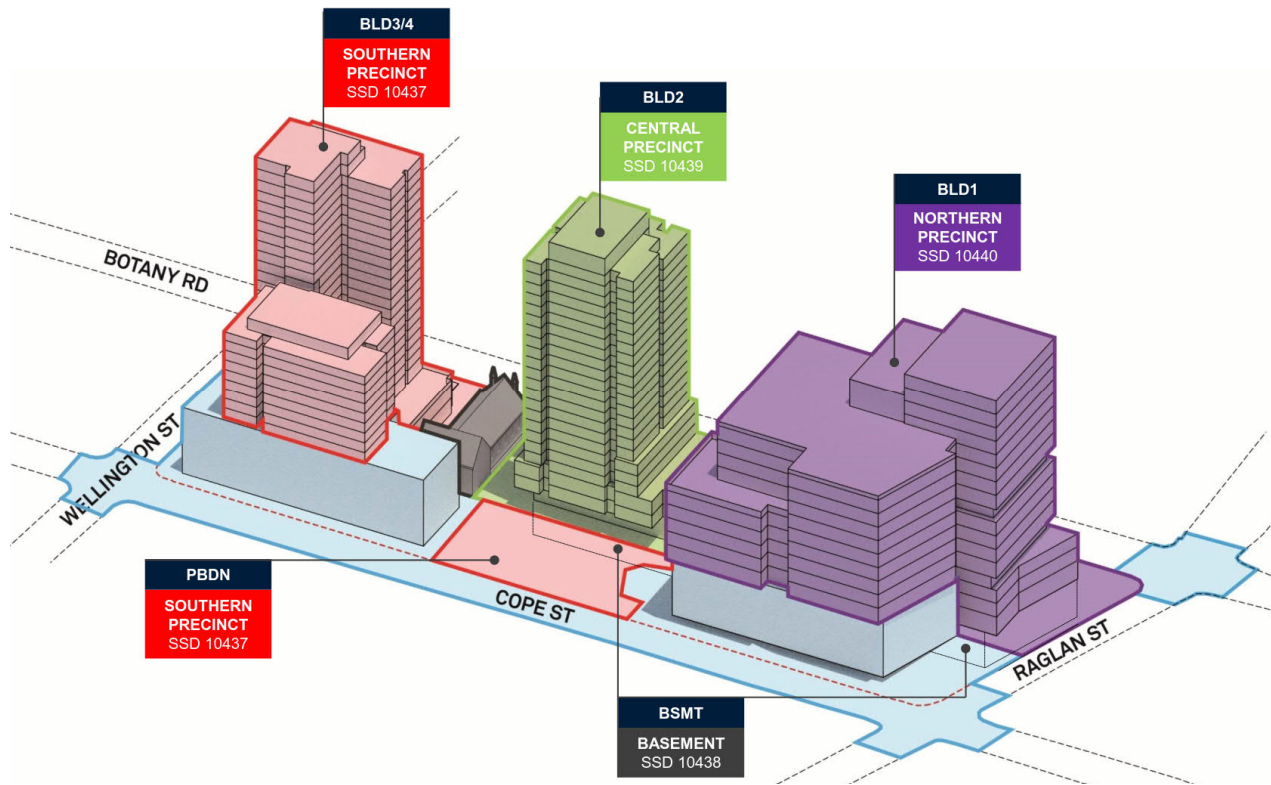 BLD3/4
SOUTHERN
PRECINCT
SSD 10437
BLD2
CENTRAL
PRECINCT
SSD 10439
BLD1
NORTHERN
PRECINCT
SSD 10440
BOTANY RD
WELLINGTON ST
PBDN
SOUTHERN
PRECINCT
SSD 10437
COPE ST
RAGLAN ST
BSMT
BASEMENT
SSD 10438